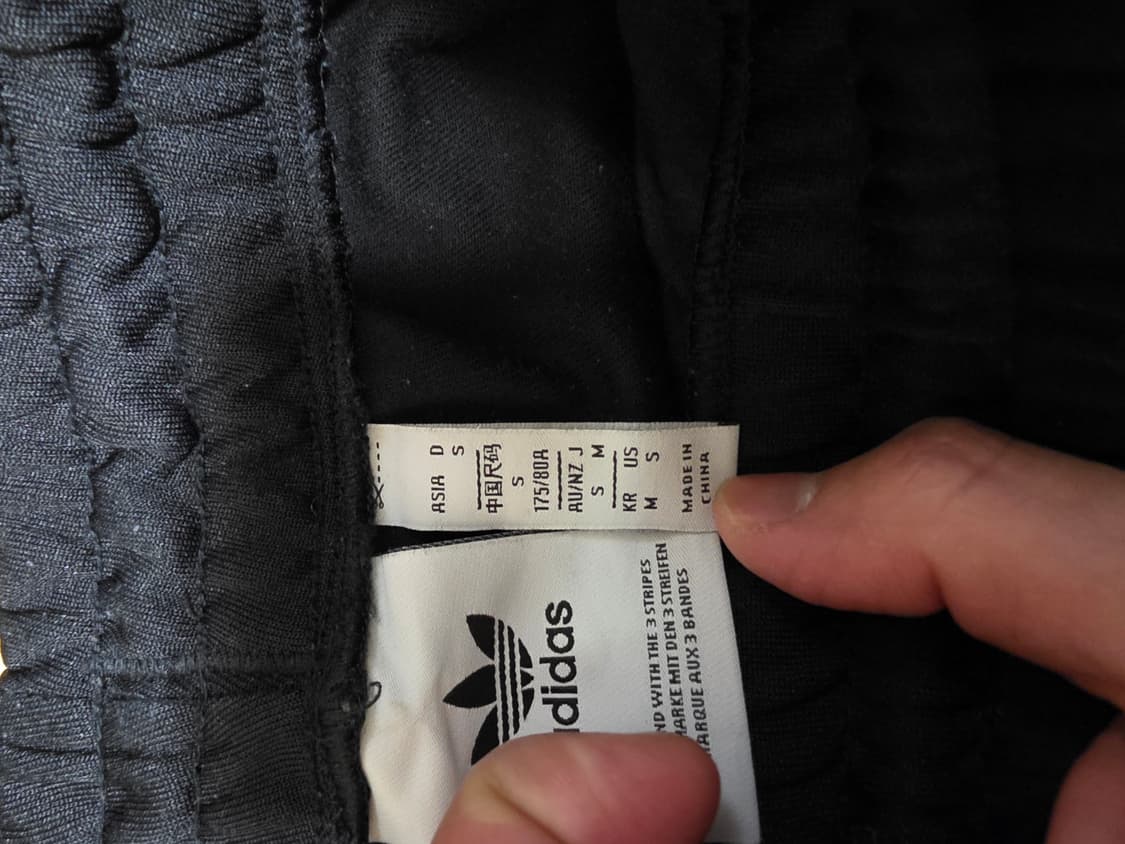 ASIA D
S
中国尺码
S
175/80A
AU/NZ J
S M
KR US
M S
MADE IN
CHINA
adidas
ND WITH THE 3 STRIPES
MARKE MIT DEN 3 STREIFEN
MARQUE AUX 3 BANDES